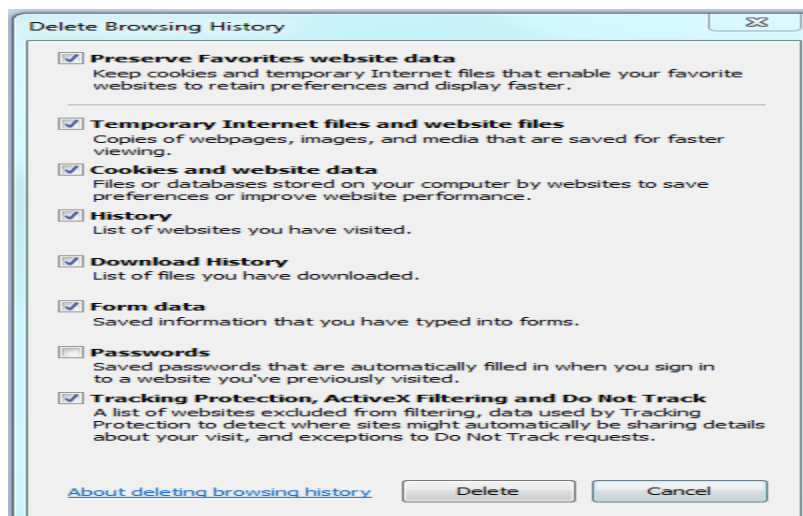 Delete Browsing History
Preserve Favorites website data
Keep cookies and temporary Internet files that enable your favorite
websites to retain preferences and display faster.
Temporary Internet files and website files
Copies of webpages, images, and media that are saved for faster
viewing.
Cookies and website data
Files or databases stored on your computer by websites to save
preferences or improve website performance.
History
List of websites you have visited.
Download History
List of files you have downloaded.
Form data
Saved information that you have typed into forms.
Passwords
Saved passwords that are automatically filled in when you sign in
to a website you've previously visited.
Tracking Protection, ActiveX Filtering and Do Not Track
A list of websites excluded from filtering, data used by Tracking
Protection to detect where sites might automatically be sharing details
about your visit, and exceptions to Do Not Track requests.
About deleting browsing history Delete Cancel